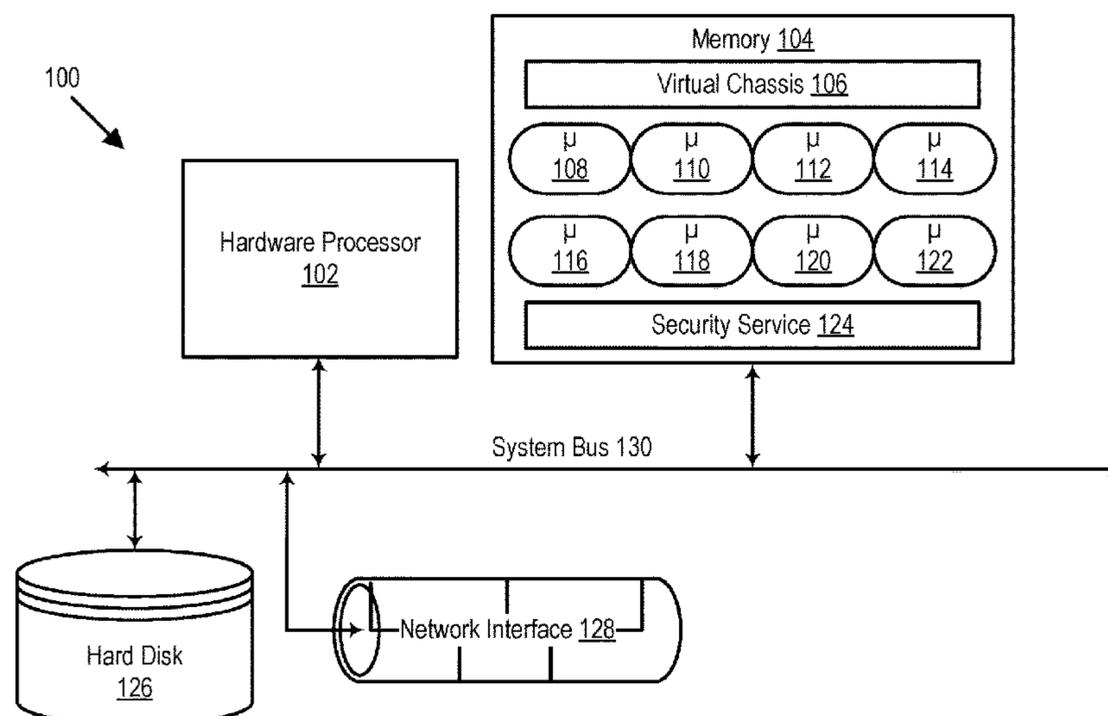 100
Memory 104
Virtual Chassis 106
µ µ µ µ
108 110 112 114
µ µ µ µ
116 118 120 122
Security Service 124
Hardware Processor
102
System Bus 130
Network Interface 128
Hard Disk
126